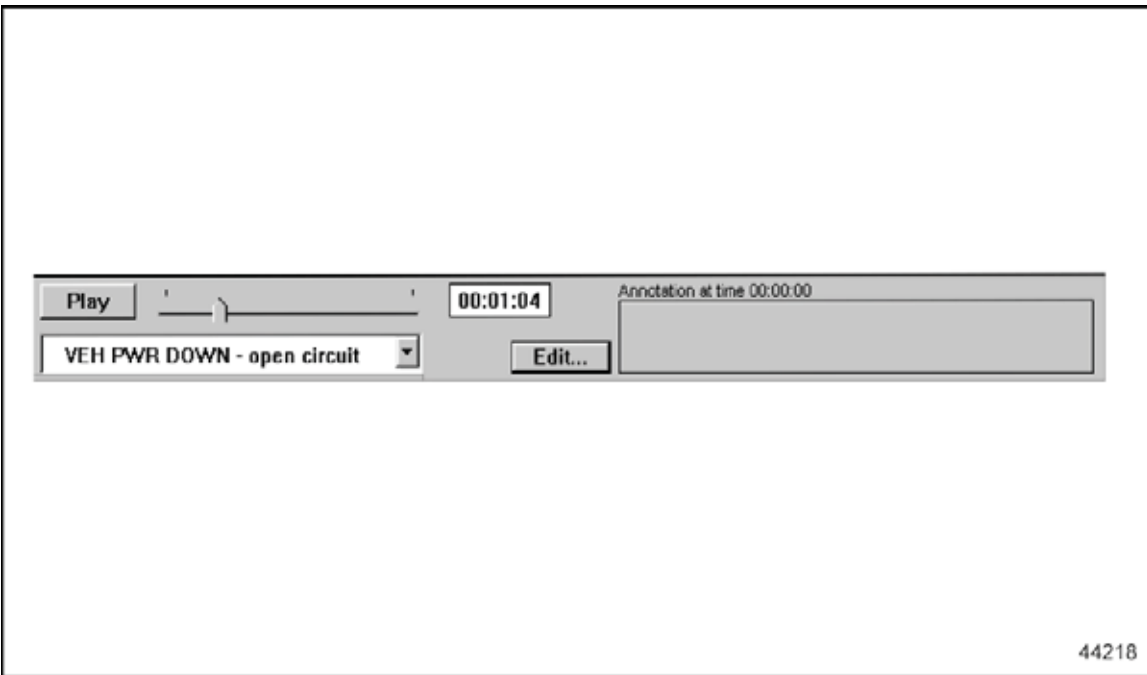 Play
00:01:04
Annotation at time 00:00:00
VEH PWR DOWN - open circuit
Edit...
44218